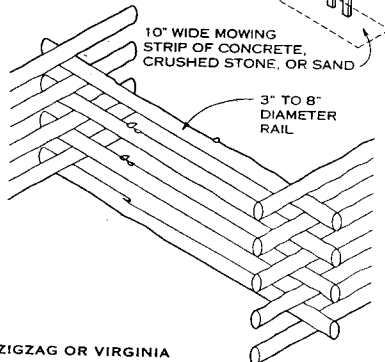 10" WIDE MOWING
STRIP OF CONCRETE,
CRUSHED STONE, OR SAND
3" TO 8"
DIAMETER
RAIL
ZIGZAG OR VIRGINIA